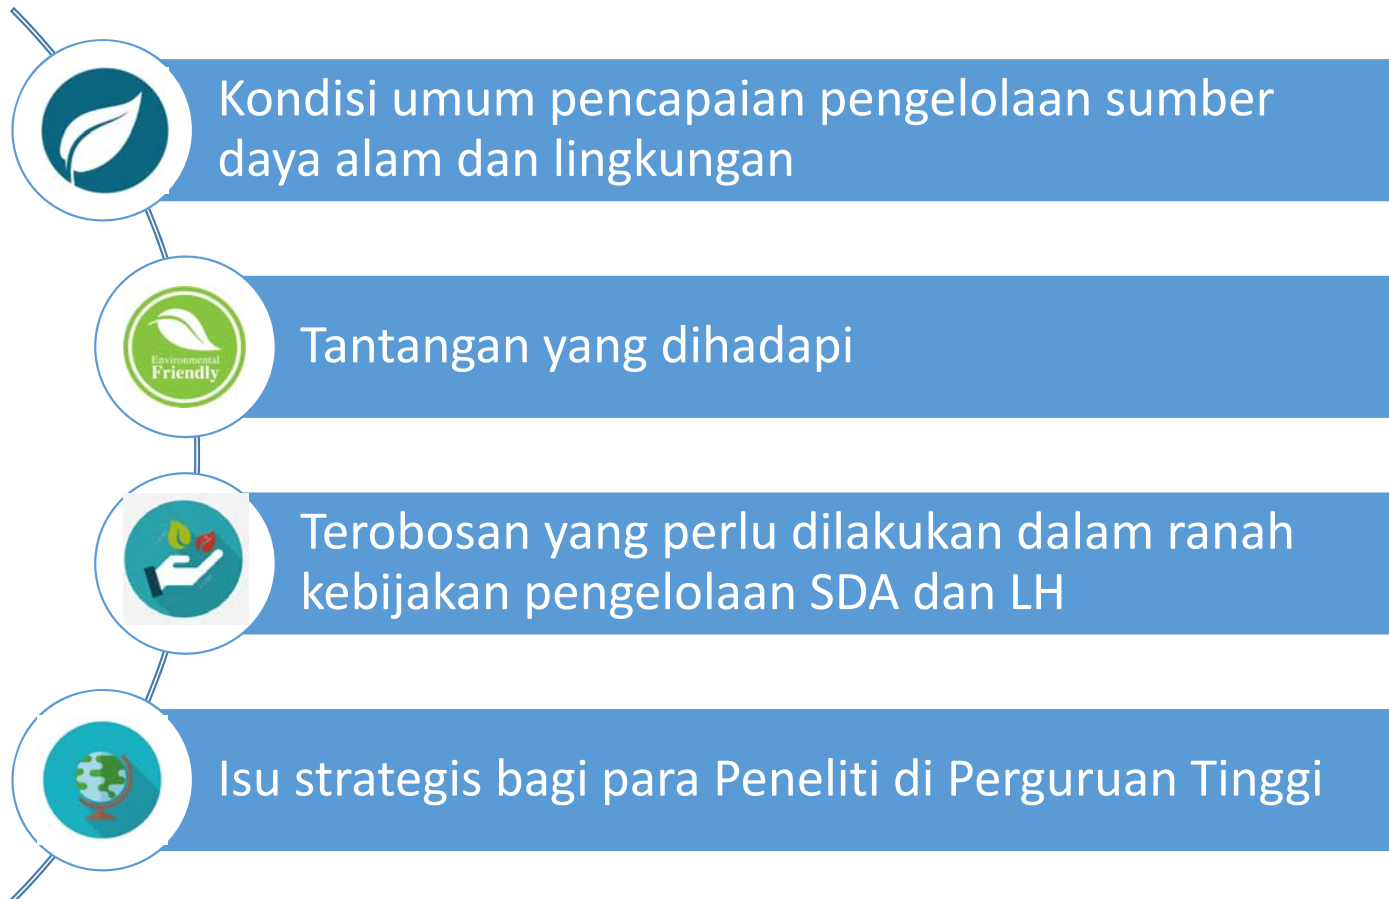 Kondisi umum pencapaian pengelolaan sumber
daya alam dan lingkungan
Environmental
Friendly
Tantangan yang dihadapi
Terobosan yang perlu dilakukan dalam ranah
kebijakan pengelolaan SDA dan LH
Isu strategis bagi para Peneliti di Perguruan Tinggi